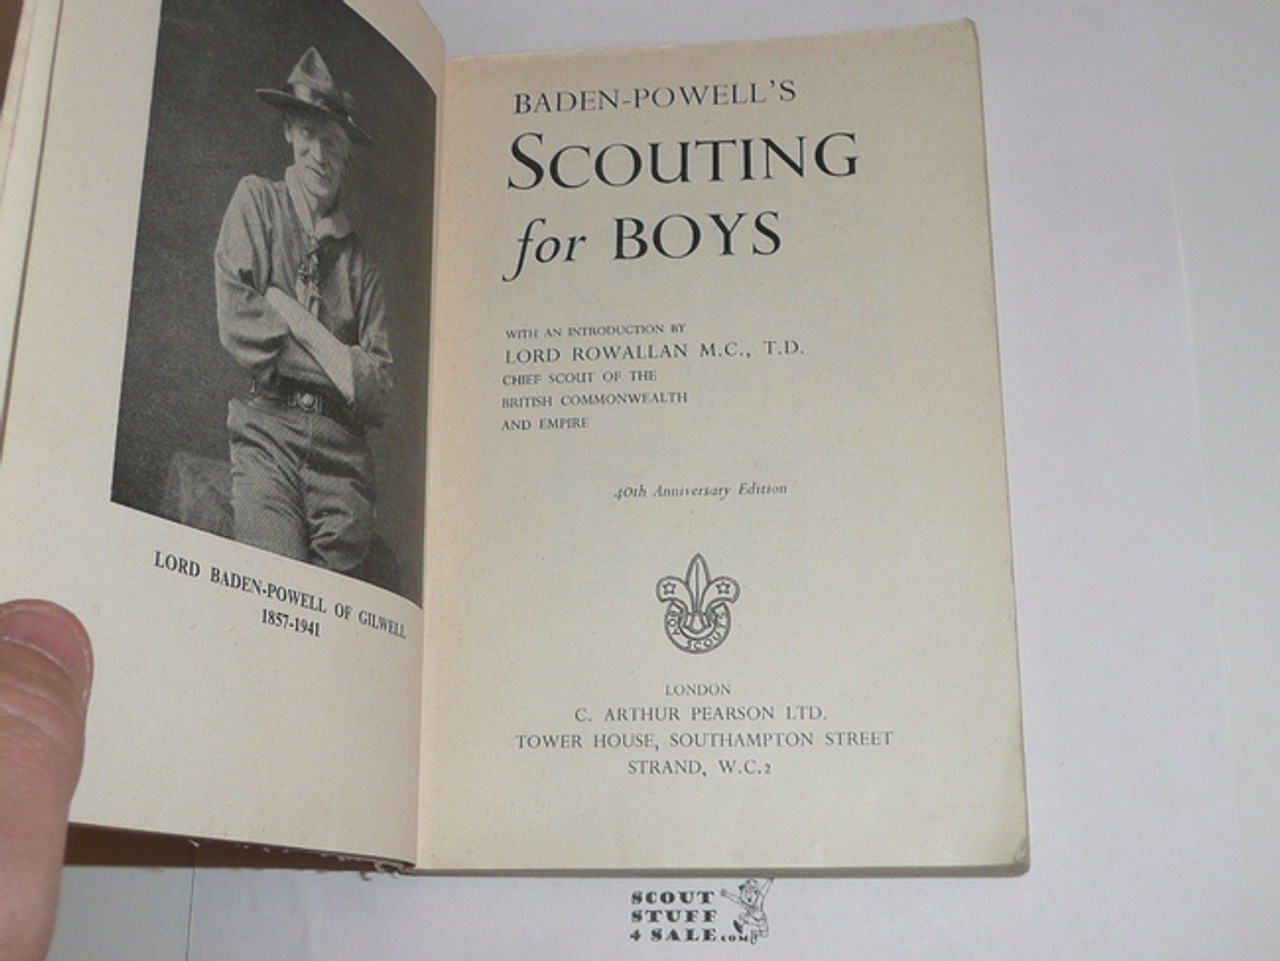 LORD BADEN-POWELL OF GILWELL
1857-1941
BADEN-POWELL'S
SCOUTING
for BOYS
WITH AN INTRODUCTION BY
LORD ROWALLAN M.C., T.D.
CHIEF SCOUT OF THE
BRITISH COMMONWEALTH
AND EMPIRE
40th Anniversary Edition
BOY SCOUTS
LONDON
C. ARTHUR PEARSON LTD.
TOWER HOUSE, SOUTHAMPTON STREET
STRAND, W.C.2
SCOUT
STUFF
4 SALE.COM